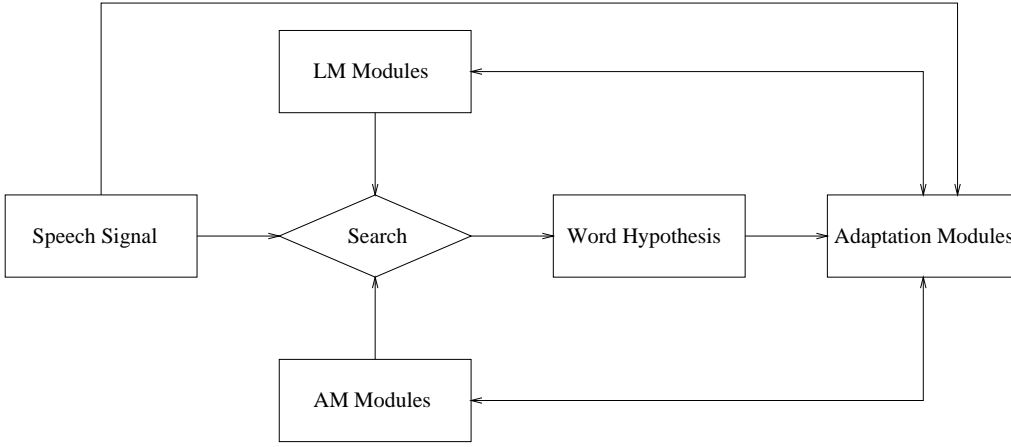 LM Modules
Speech Signal
Search
Word Hypothesis
Adaptation Modules
AM Modules